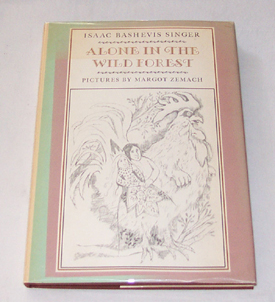 ISAAC BASHEVIS SINGER
ALONE IN THE
WILD FOREST
PICTURES BY MARGOT ZEMACH